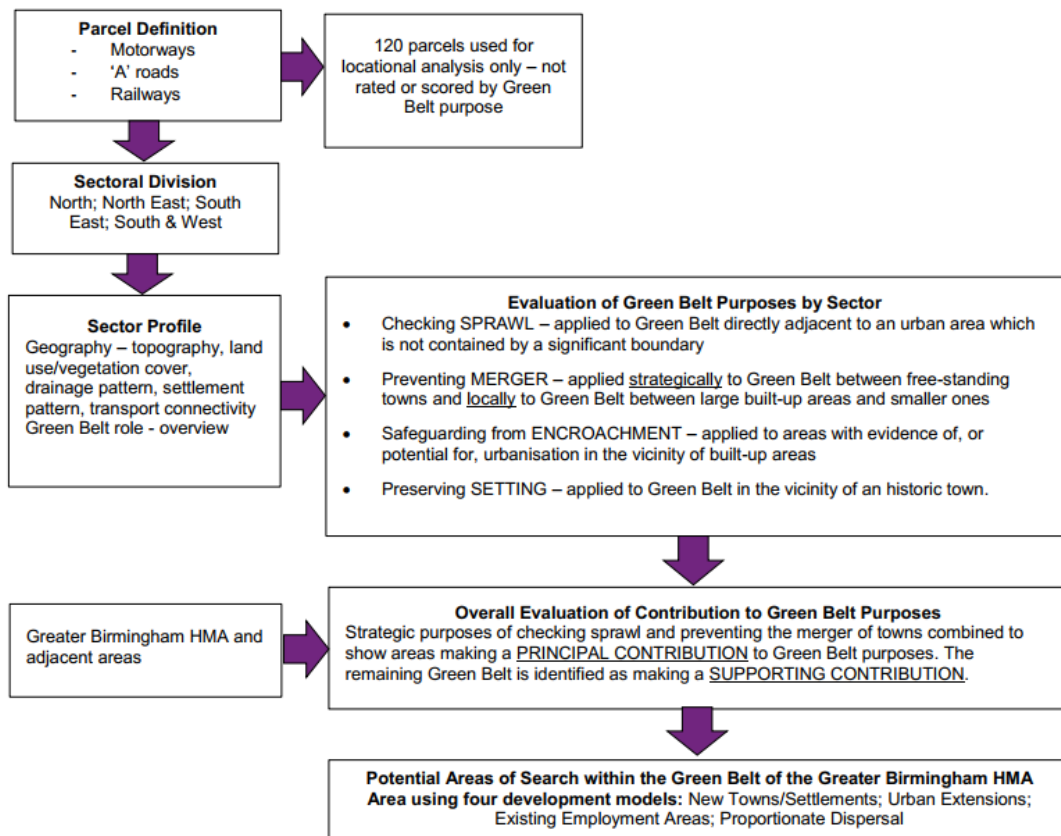 Parcel Definition
- Motorways
- ‘A’ roads
- Railways
120 parcels used for
locational analysis only – not
rated or scored by Green
Belt purpose
Sectoral Division
North; North East; South
East; South & West
Sector Profile
Geography – topography, land
use/vegetation cover,
drainage pattern, settlement
pattern, transport connectivity
Green Belt role - overview
Evaluation of Green Belt Purposes by Sector
• Checking SPRAWL – applied to Green Belt directly adjacent to an urban area which
is not contained by a significant boundary
• Preventing MERGER – applied strategically to Green Belt between free-standing
towns and locally to Green Belt between large built-up areas and smaller ones
• Safeguarding from ENCROACHMENT – applied to areas with evidence of, or
potential for, urbanisation in the vicinity of built-up areas
• Preserving SETTING – applied to Green Belt in the vicinity of an historic town.
Greater Birmingham HMA and
adjacent areas
Overall Evaluation of Contribution to Green Belt Purposes
Strategic purposes of checking sprawl and preventing the merger of towns combined to
show areas making a PRINCIPAL CONTRIBUTION to Green Belt purposes. The
remaining Green Belt is identified as making a SUPPORTING CONTRIBUTION.
Potential Areas of Search within the Green Belt of the Greater Birmingham HMA
Area using four development models: New Towns/Settlements; Urban Extensions;
Existing Employment Areas; Proportionate Dispersal